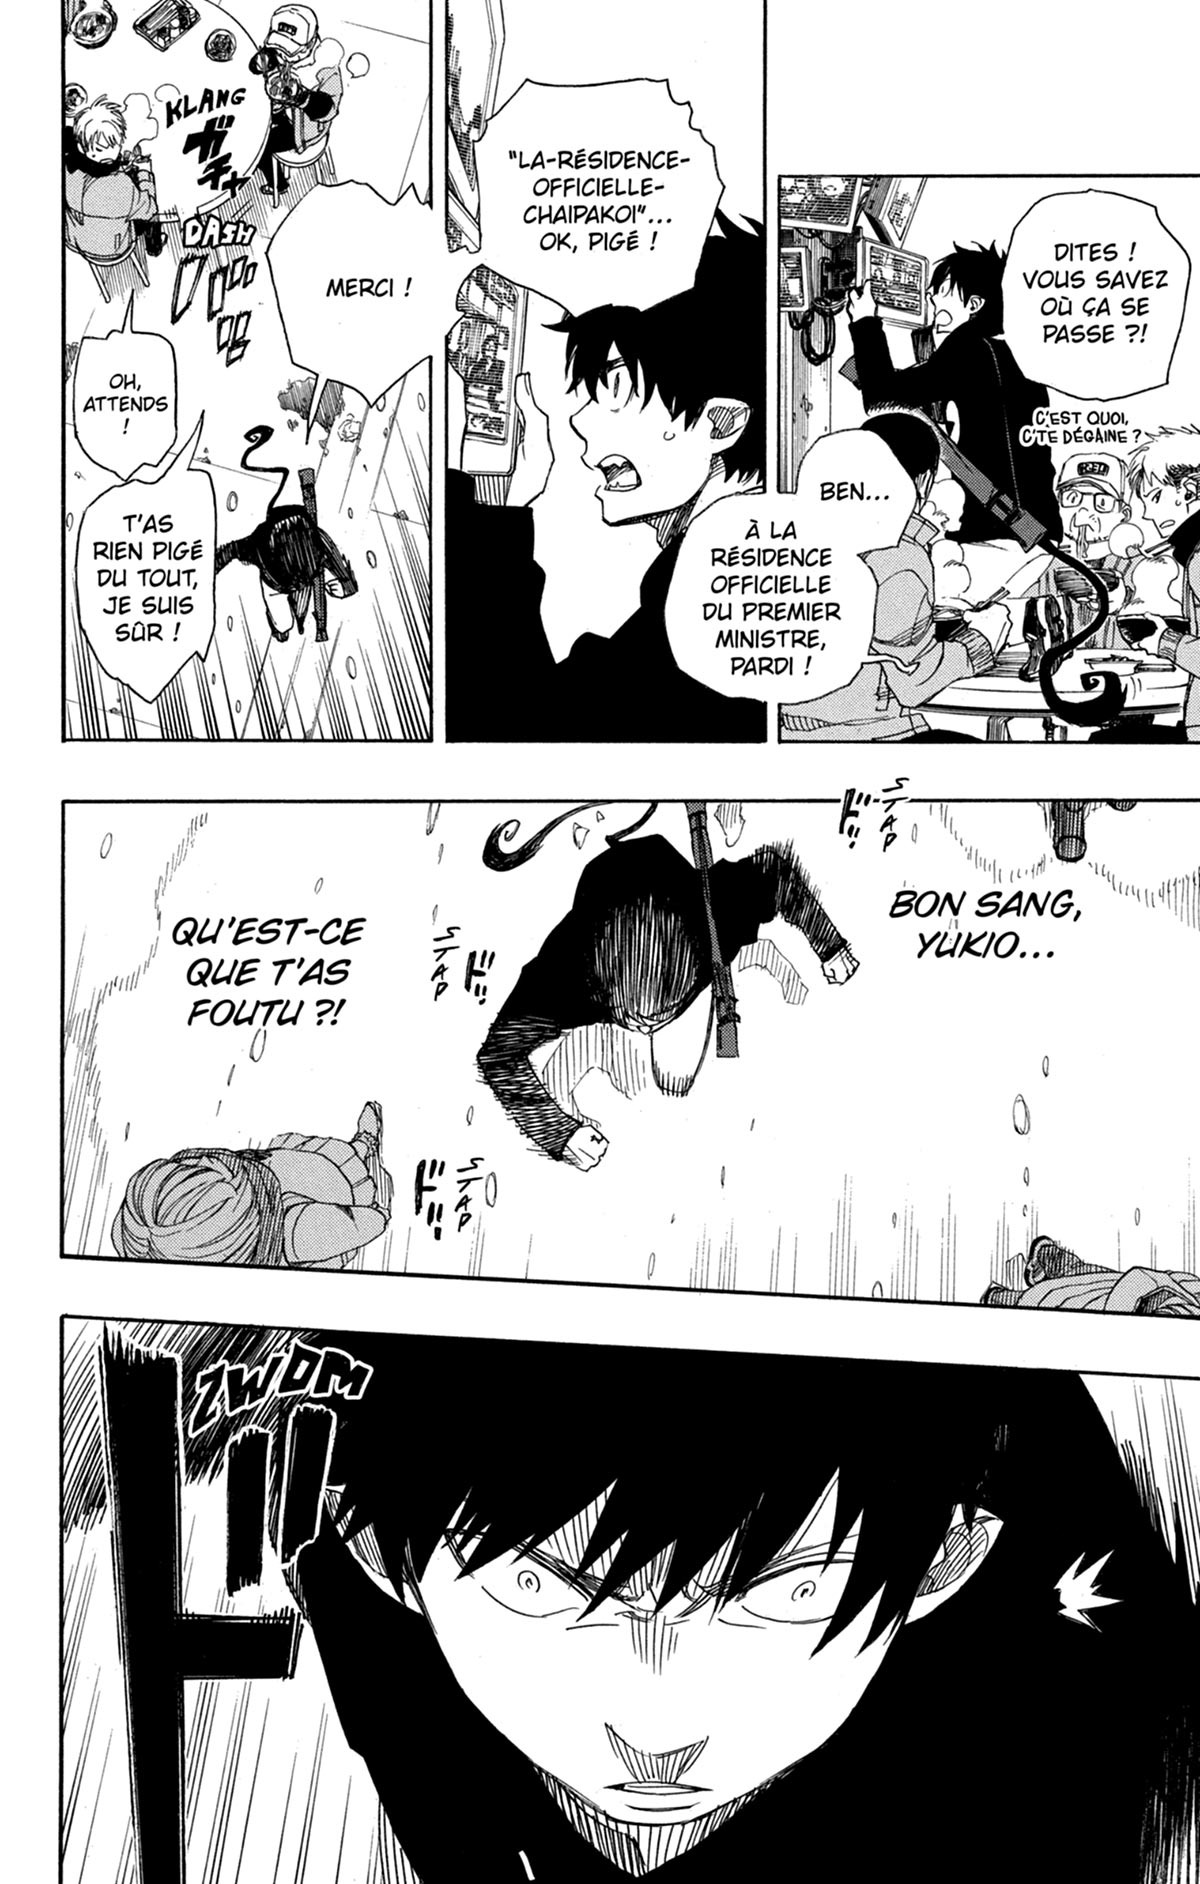 DITES !
VOUS SAVEZ
OÙ ÇA SE
PASSE ?!
C'EST QUOI,
C'TE DÉGAINE ?
BEN...
À LA
RÉSIDENCE
OFFICIELLE
DU PREMIER
MINISTRE,
PARDI !
"LA-RÉSIDENCE-
OFFICIELLE-
CHAIPAKOI"...
OK, PIGÉ !
KLANG
ガチャ
MERCI !
DASH
OH,
ATTENDS
!
T'AS
RIEN PIGÉ
DU TOUT,
JE SUIS
SÛR !
STAP
ド!!
BON SANG,
YUKIO...
STAP
ド!!
QU'EST-CE
QUE T'AS
FOUTU ?!
STAP
ド!!
ZWOM
ド